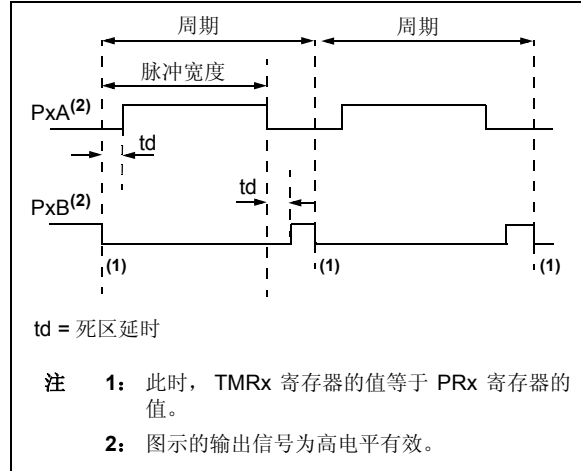 周期 周期
脉冲宽度
PxA(2)
td
td
PxB(2)
(1) (1) (1)
td = 死区延时
注 1： 此时， TMRx 寄存器的值等于 PRx 寄存器的
值。
2： 图示的输出信号为高电平有效。